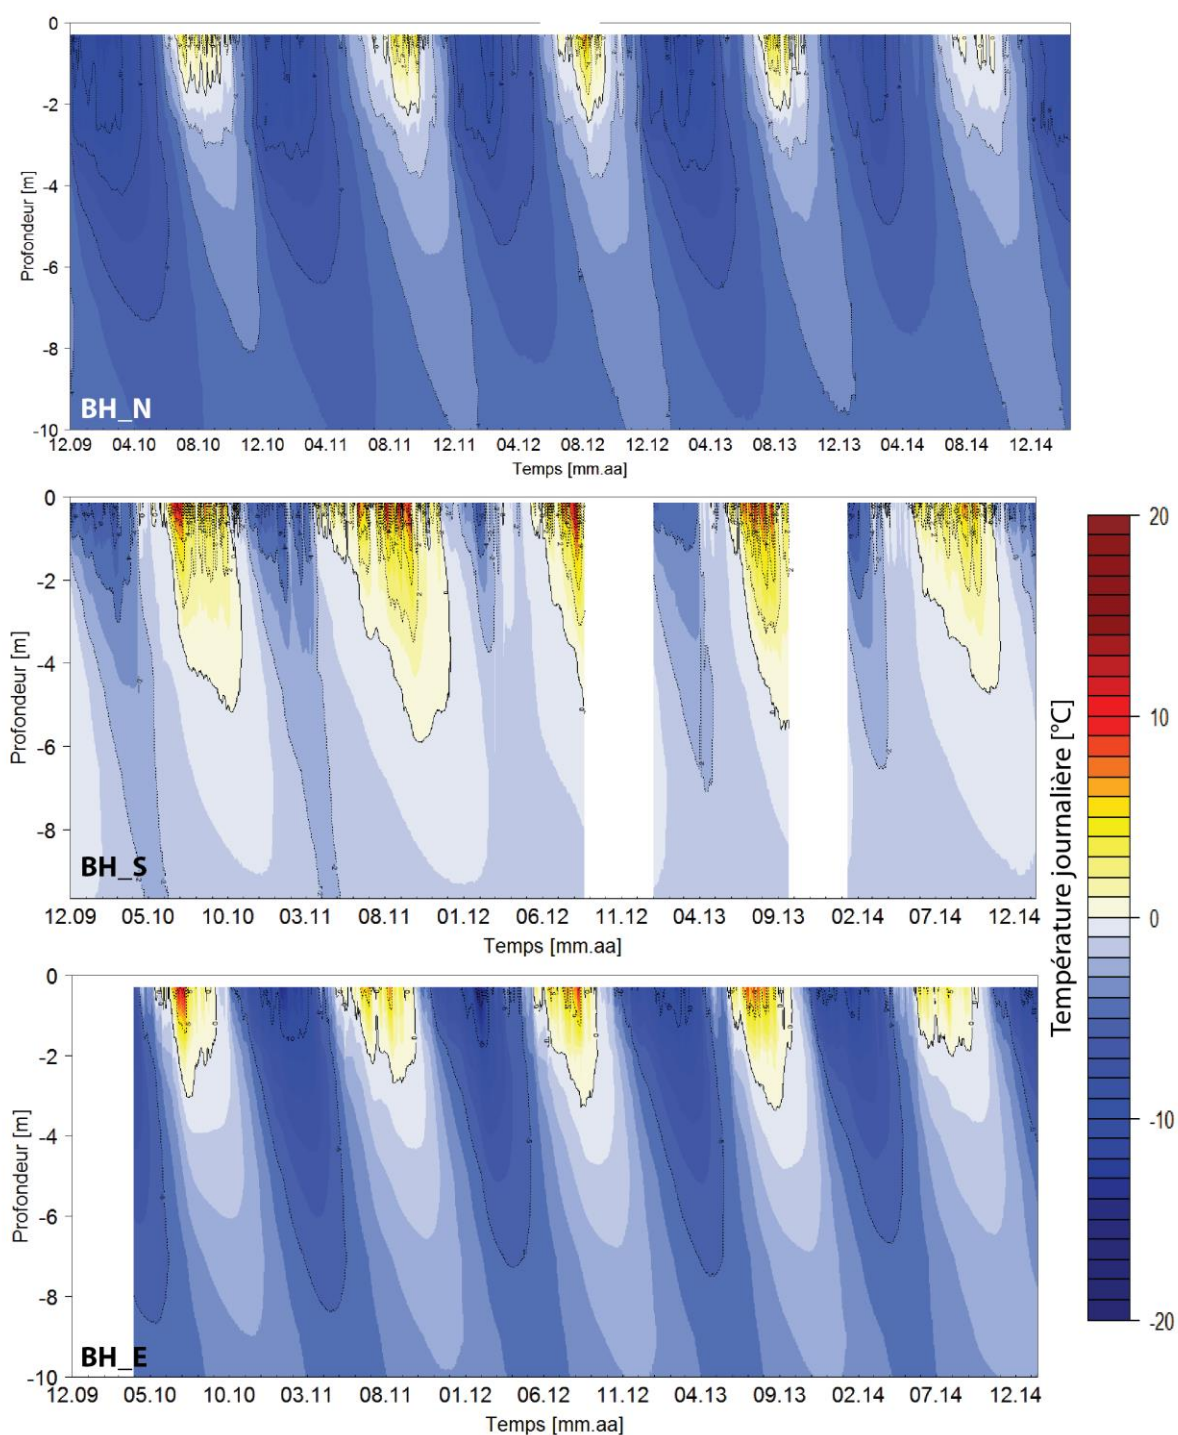 0
-2
-4
-6
-8
-10
Profondeur [m]
BH_N
12.09 04.10 08.10 12.10 04.11 08.11 12.11 04.12 08.12 12.12 04.13 08.13 12.13 04.14 08.14 12.14
Temps [mm.aa]
0
-2
-4
-6
-8
Profondeur [m]
BH_S
12.09 05.10 10.10 03.11 08.11 01.12 06.12 11.12 04.13 09.13 02.14 07.14 12.14
Temps [mm.aa]
20
10
0
-10
-20
Température journalière [°C]
0
-2
-4
-6
-8
-10
Profondeur [m]
BH_E
12.09 05.10 10.10 03.11 08.11 01.12 06.12 11.12 04.13 09.13 02.14 07.14 12.14
Temps [mm.aa]